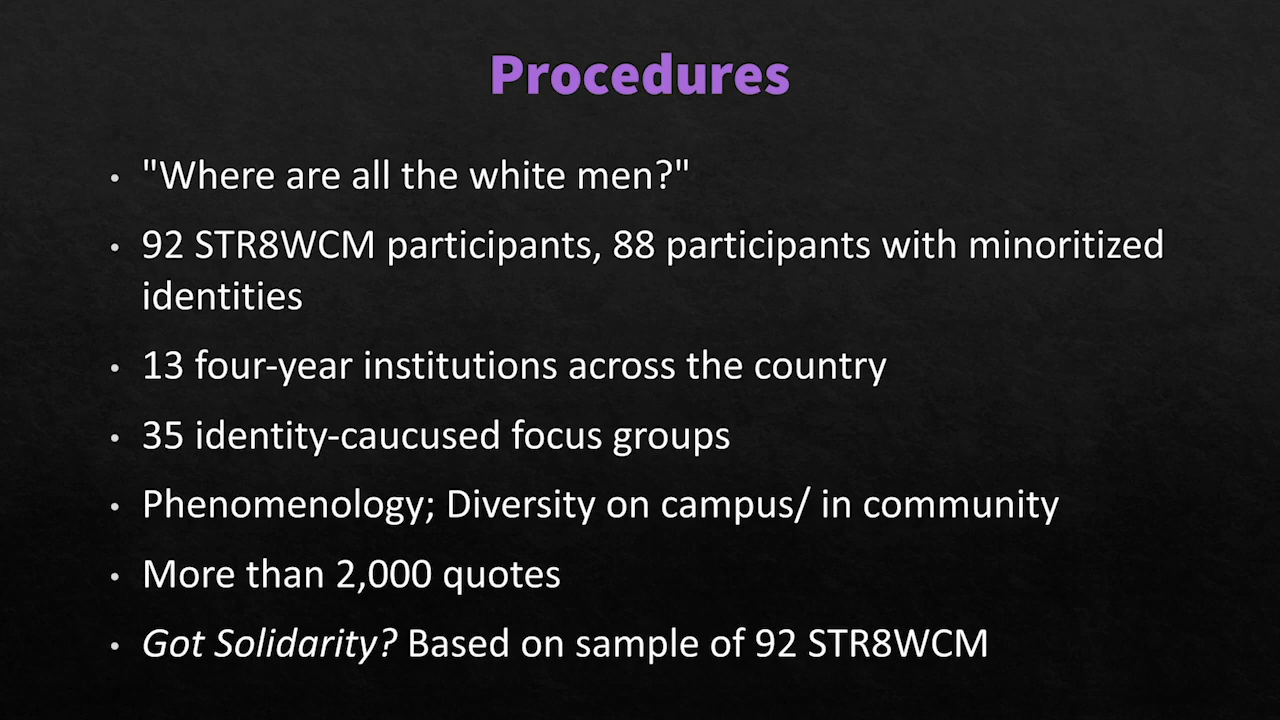 Procedures
• "Where are all the white men?"
• 92 STR8WCM participants, 88 participants with minoritized
identities
• 13 four-year institutions across the country
• 35 identity-caucused focus groups
• Phenomenology; Diversity on campus/ in community
• More than 2,000 quotes
• Got Solidarity? Based on sample of 92 STR8WCM